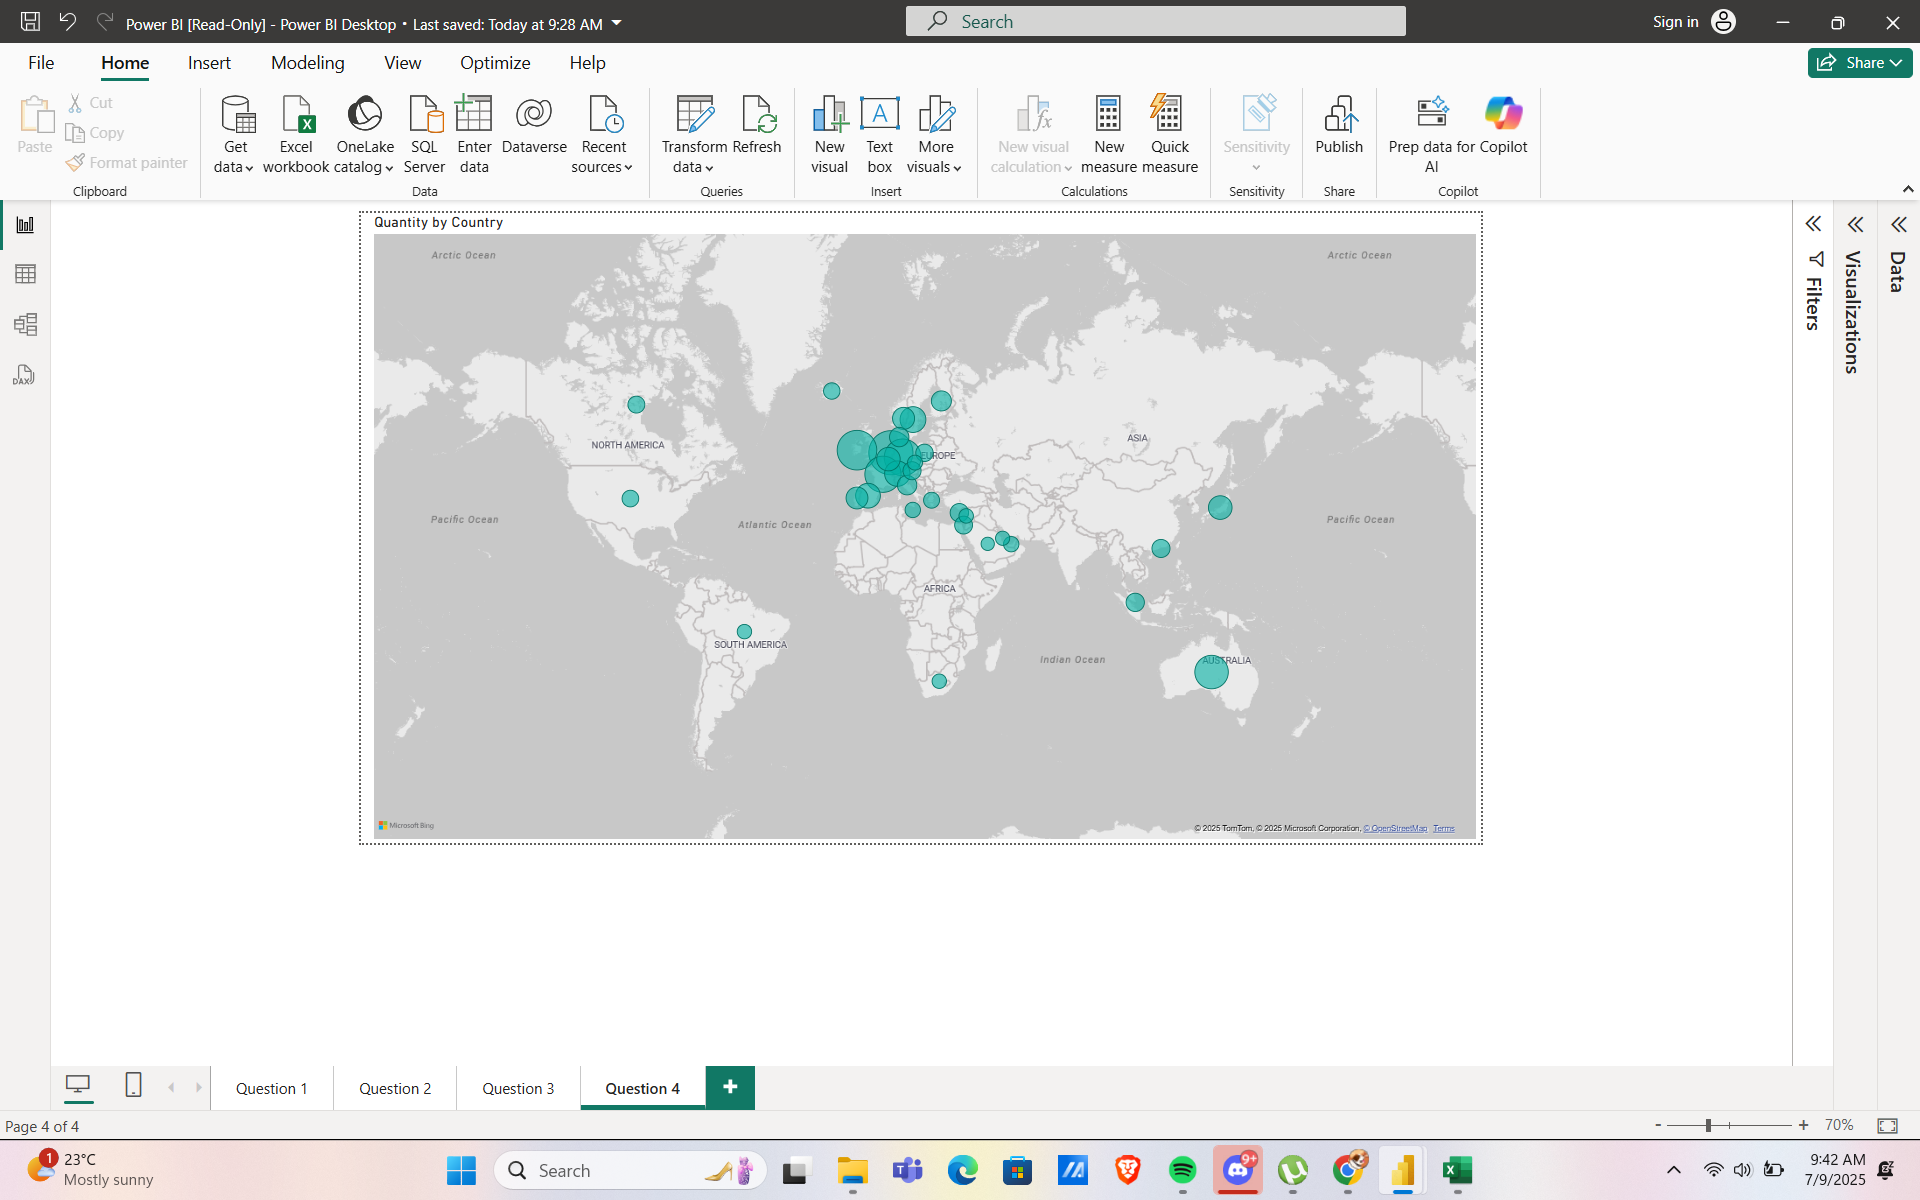 Power BI [Read-Only] - Power BI Desktop • Last saved: Today at 9:28 AM
Search
Sign in
File
Home
Insert
Modeling
View
Optimize
Help
Share
Paste
Cut
Copy
Format painter
Clipboard
Get data
Excel workbook
OneLake catalog
SQL Server
Enter data
Dataverse
Recent sources
Data
Transform data
Refresh
Queries
New visual
Text box
More visuals
Insert
New visual calculation
New measure
Quick measure
Calculations
Sensitivity
Sensitivity
Publish
Share
Prep data for AI
Copilot
Copilot
DAX
Quantity by Country
Arctic Ocean
Arctic Ocean
NORTH AMERICA
EUROPE
ASIA
Pacific Ocean
Atlantic Ocean
Pacific Ocean
AFRICA
SOUTH AMERICA
Indian Ocean
AUSTRALIA
Microsoft Bing
© 2025 TomTom, © 2025 Microsoft Corporation, © OpenStreetMap Terms
Filters
Visualizations
Data
Question 1
Question 2
Question 3
Question 4
+
Page 4 of 4
- + 70%
1
23°C
Mostly sunny
Search
9+
9:42 AM
7/9/2025